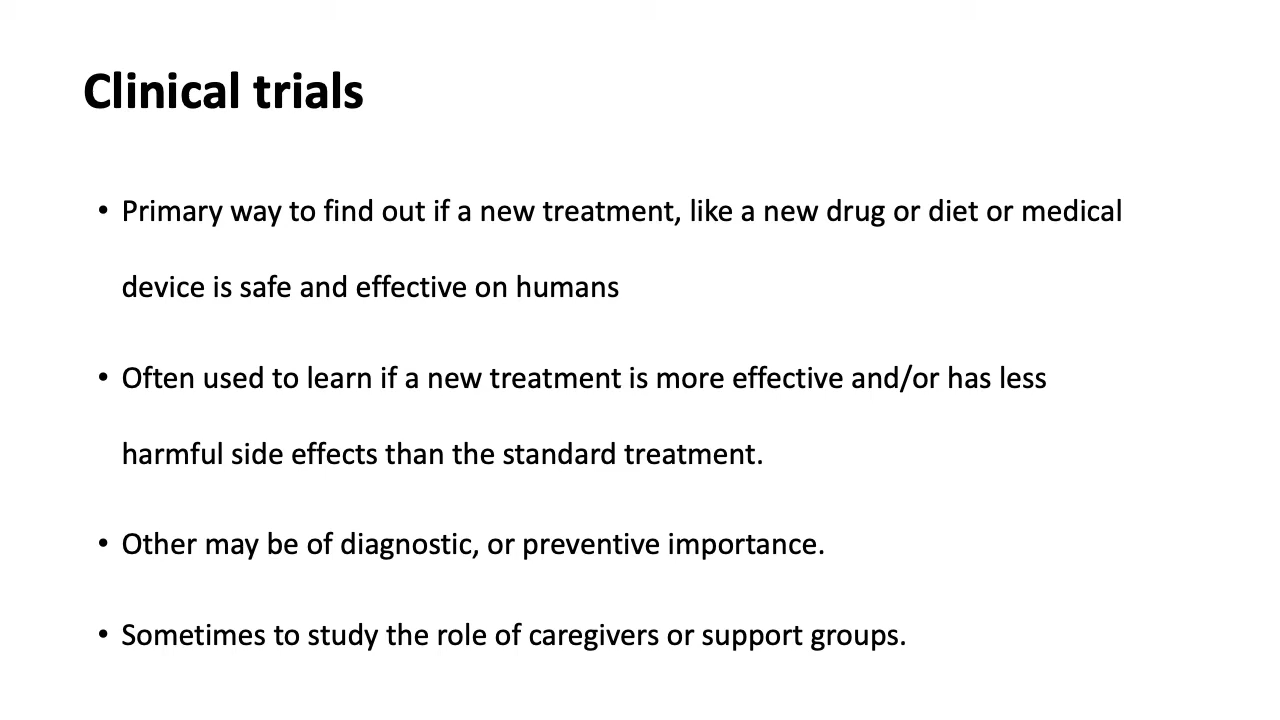 Clinical trials
• Primary way to find out if a new treatment, like a new drug or diet or medical
device is safe and effective on humans
• Often used to learn if a new treatment is more effective and/or has less
harmful side effects than the standard treatment.
• Other may be of diagnostic, or preventive importance.
• Sometimes to study the role of caregivers or support groups.